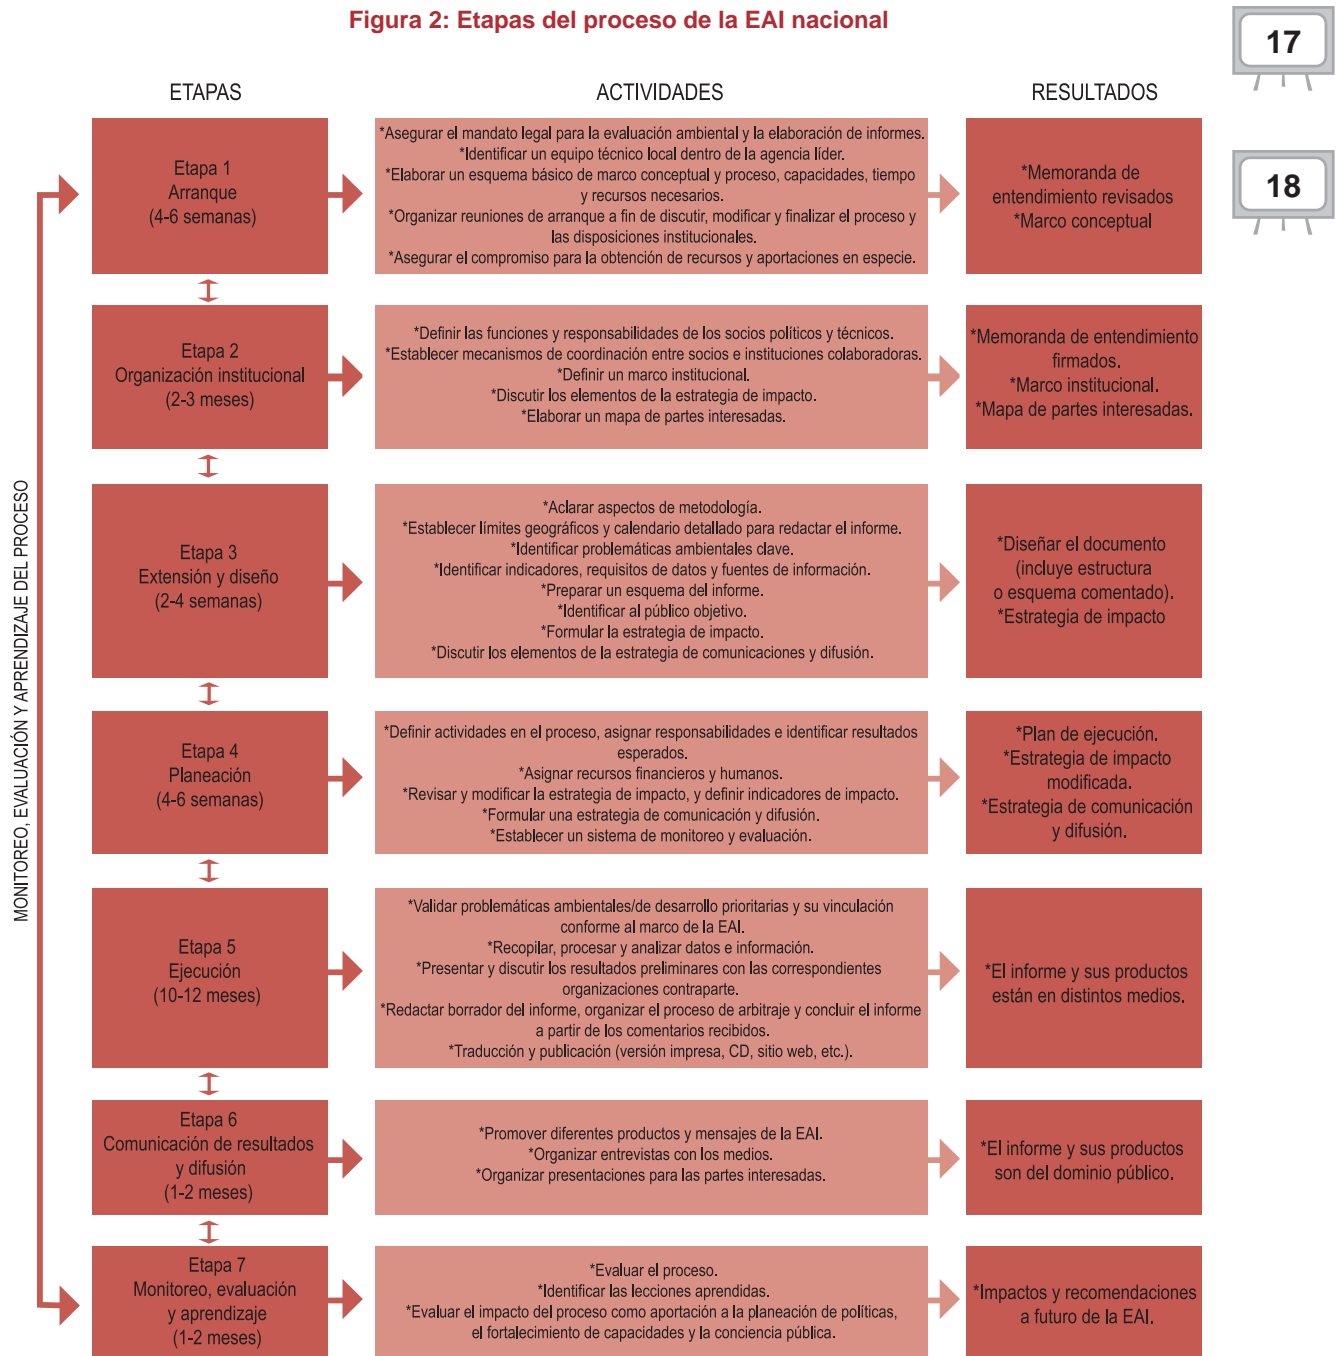 Figura 2: Etapas del proceso de la EAI nacional
17
18
ETAPAS
ACTIVIDADES
RESULTADOS
MONITOREO, EVALUACIÓN Y APRENDIZAJE DEL PROCESO
Etapa 1
Arranque
(4-6 semanas)
*Asegurar el mandato legal para la evaluación ambiental y la elaboración de informes.
*Identificar un equipo técnico local dentro de la agencia líder.
*Elaborar un esquema básico de marco conceptual y proceso, capacidades, tiempo
y recursos necesarios.
*Organizar reuniones de arranque a fin de discutir, modificar y finalizar el proceso y
las disposiciones institucionales.
*Asegurar el compromiso para la obtención de recursos y aportaciones en especie.
*Memoranda de
entendimiento revisados
*Marco conceptual
Etapa 2
Organización institucional
(2-3 meses)
*Definir las funciones y responsabilidades de los socios políticos y técnicos.
*Establecer mecanismos de coordinación entre socios e instituciones colaboradoras.
*Definir un marco institucional.
*Discutir los elementos de la estrategia de impacto.
*Elaborar un mapa de partes interesadas.
*Memoranda de entendimiento
firmados.
*Marco institucional.
*Mapa de partes interesadas.
Etapa 3
Extensión y diseño
(2-4 semanas)
*Aclarar aspectos de metodología.
*Establecer límites geográficos y calendario detallado para redactar el informe.
*Identificar problemáticas ambientales clave.
*Identificar indicadores, requisitos de datos y fuentes de información.
*Preparar un esquema del informe.
*Identificar al público objetivo.
*Formular la estrategia de impacto.
*Discutir los elementos de la estrategia de comunicaciones y difusión.
*Diseñar el documento
(incluye estructura
o esquema comentado).
*Estrategia de impacto
Etapa 4
Planeación
(4-6 semanas)
*Definir actividades en el proceso, asignar responsabilidades e identificar resultados
esperados.
*Asignar recursos financieros y humanos.
*Revisar y modificar la estrategia de impacto, y definir indicadores de impacto.
*Formular una estrategia de comunicación y difusión.
*Establecer un sistema de monitoreo y evaluación.
*Plan de ejecución.
*Estrategia de impacto
modificada.
*Estrategia de comunicación
y difusión.
Etapa 5
Ejecución
(10-12 meses)
*Validar problemáticas ambientales/de desarrollo prioritarias y su vinculación
conforme al marco de la EAI.
*Recopilar, procesar y analizar datos e información.
*Presentar y discutir los resultados preliminares con las correspondientes
organizaciones contraparte.
*Redactar borrador del informe, organizar el proceso de arbitraje y concluir el informe
a partir de los comentarios recibidos.
*Traducción y publicación (versión impresa, CD, sitio web, etc.).
*El informe y sus productos
están en distintos medios.
Etapa 6
Comunicación de resultados
y difusión
(1-2 meses)
*Promover diferentes productos y mensajes de la EAI.
*Organizar entrevistas con los medios.
*Organizar presentaciones para las partes interesadas.
*El informe y sus productos
son del dominio público.
Etapa 7
Monitoreo, evaluación
y aprendizaje
(1-2 meses)
*Evaluar el proceso.
*Identificar las lecciones aprendidas.
*Evaluar el impacto del proceso como aportación a la planeación de políticas,
el fortalecimiento de capacidades y la conciencia pública.
*Impactos y recomendaciones
a futuro de la EAI.